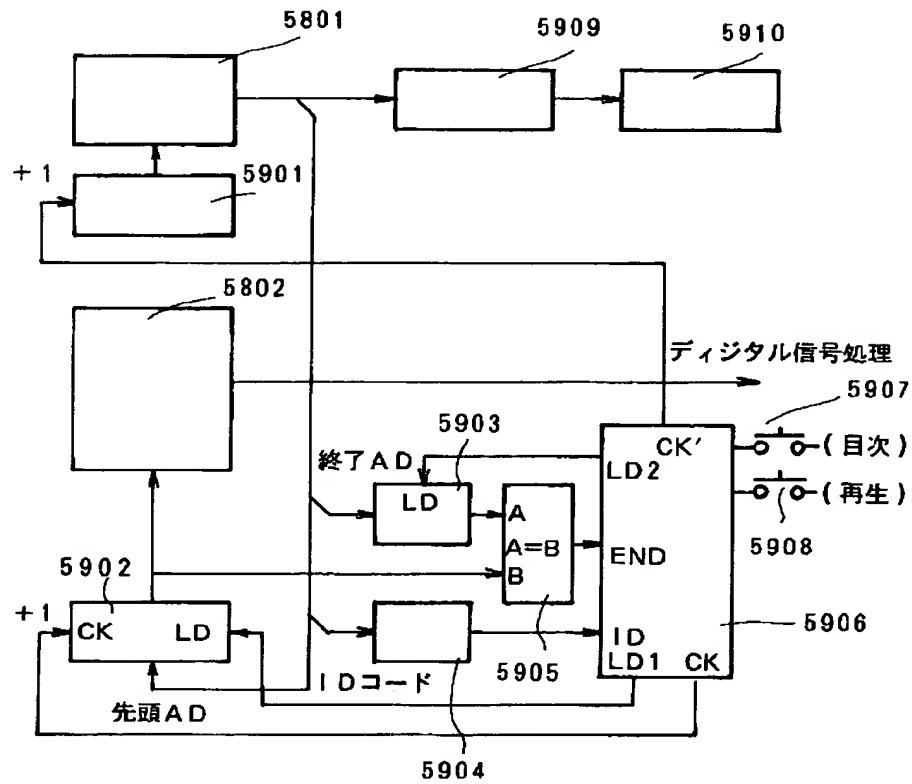 5801
5909
5910
+1
5901
5802
ディジタル信号処理
5907
5903
終了AD
LD
CK'
(目次)
LD2
(再生)
A
A=B
B
END
5908
5902
+1
CK LD
ID
5906
LD1 CK
5905
IDコード
先頭AD
5904